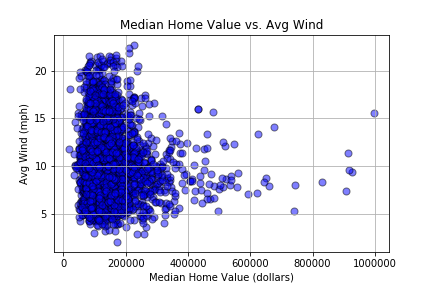 Median Home Value vs. Avg Wind
20
15
10
5
Avg Wind (mph)
0 200000 400000 600000 800000 1000000
Median Home Value (dollars)